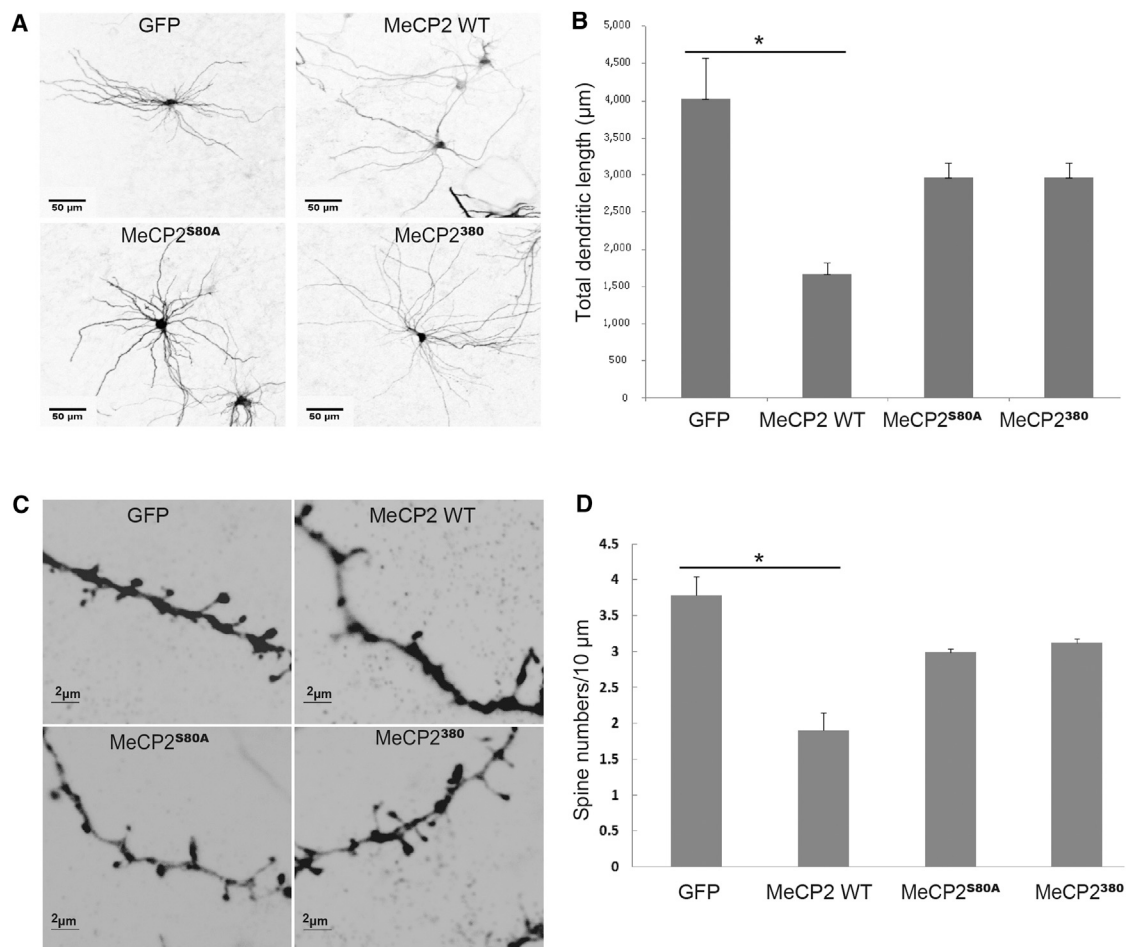 A
GFP
MeCP2 WT
50 µm
50 µm
MeCP2S80A
MeCP2380
50 µm
50 µm
B
Total dendritic length (µm)
5,000
4,500
4,000
3,500
3,000
2,500
2,000
1,500
1,000
500
0
*
GFP
MeCP2 WT
MeCP2S80A
MeCP2380
C
GFP
MeCP2 WT
2µm
2µm
MeCP2S80A
MeCP2380
2µm
2µm
D
Spine numbers/10 µm
4.5
4
3.5
3
2.5
2
1.5
1
0.5
0
*
GFP
MeCP2 WT
MeCP2S80A
MeCP2380